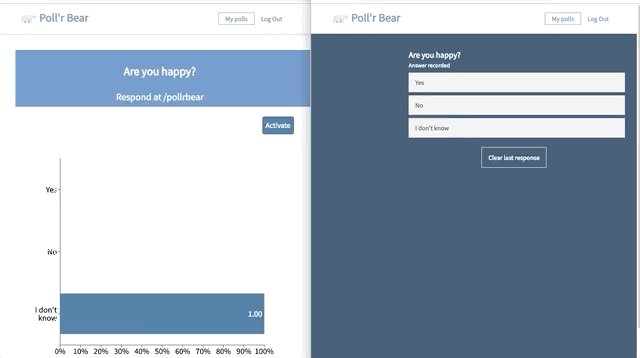 Poll'r Bear
My polls
Log Out
Are you happy?
Respond at /pollrbear
Activate
Yes
No
I don't
know
1.00
0% 10% 20% 30% 40% 50% 60% 70% 80% 90% 100%
Poll'r Bear
My polls
Log Out
Are you happy?
Answer recorded
Yes
No
I don't know
Clear last response